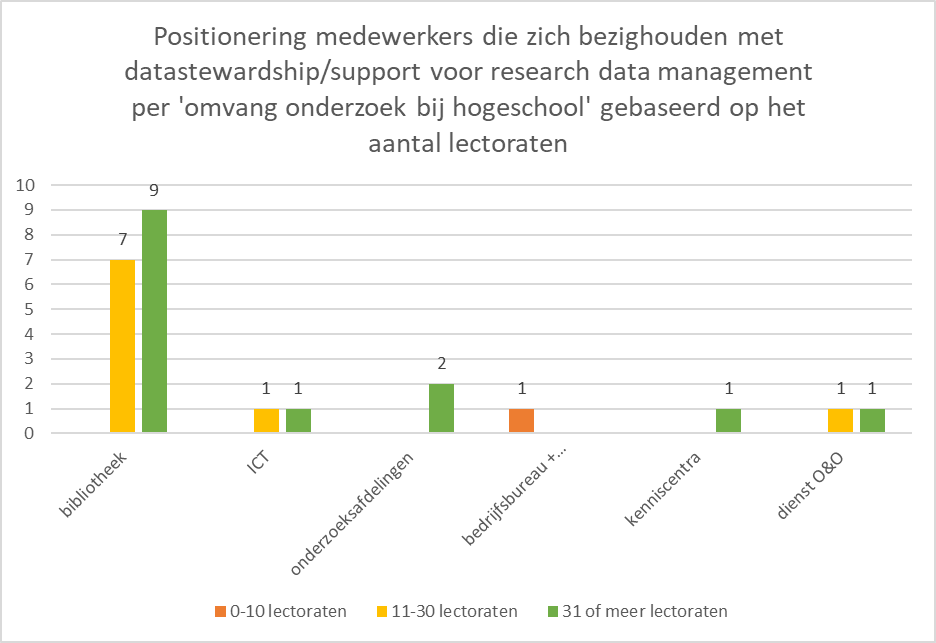 Positionering medewerkers die zich bezighouden met
datastewardship/support voor research data management
per 'omvang onderzoek bij hogeschool' gebaseerd op het
aantal lectoraten
10
9
8
7
6
5
4
3
2
1
0
7
9
1
1
2
1
1
1
1
bibliotheek
ICT
onderzoeksafdelingen
bedrijfsbureau +...
kenniscentra
dienst O&O
0-10 lectoraten
11-30 lectoraten
31 of meer lectoraten